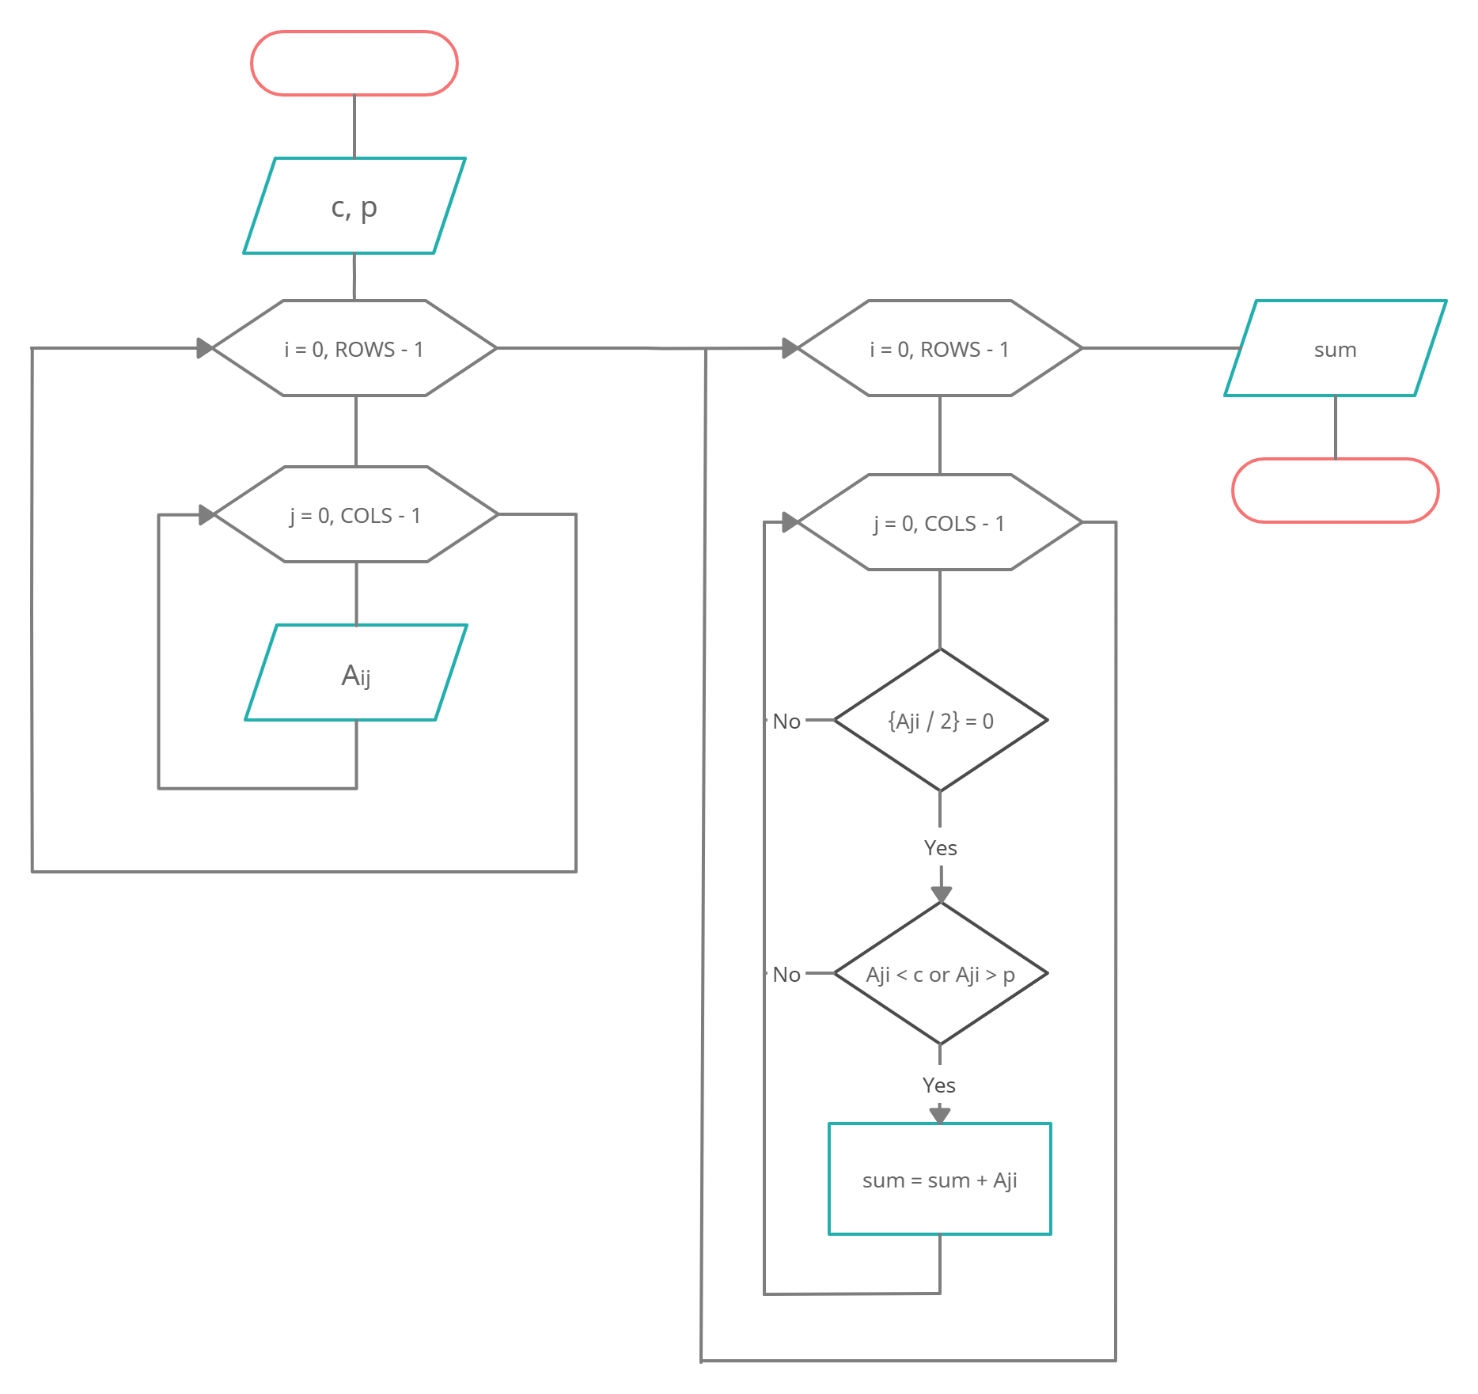 c, p
i = 0, ROWS - 1
j = 0, COLS - 1
Aij
i = 0, ROWS - 1
j = 0, COLS - 1
{Aji / 2} = 0
No
Yes
Aji < c or Aji > p
No
Yes
sum = sum + Aji
sum